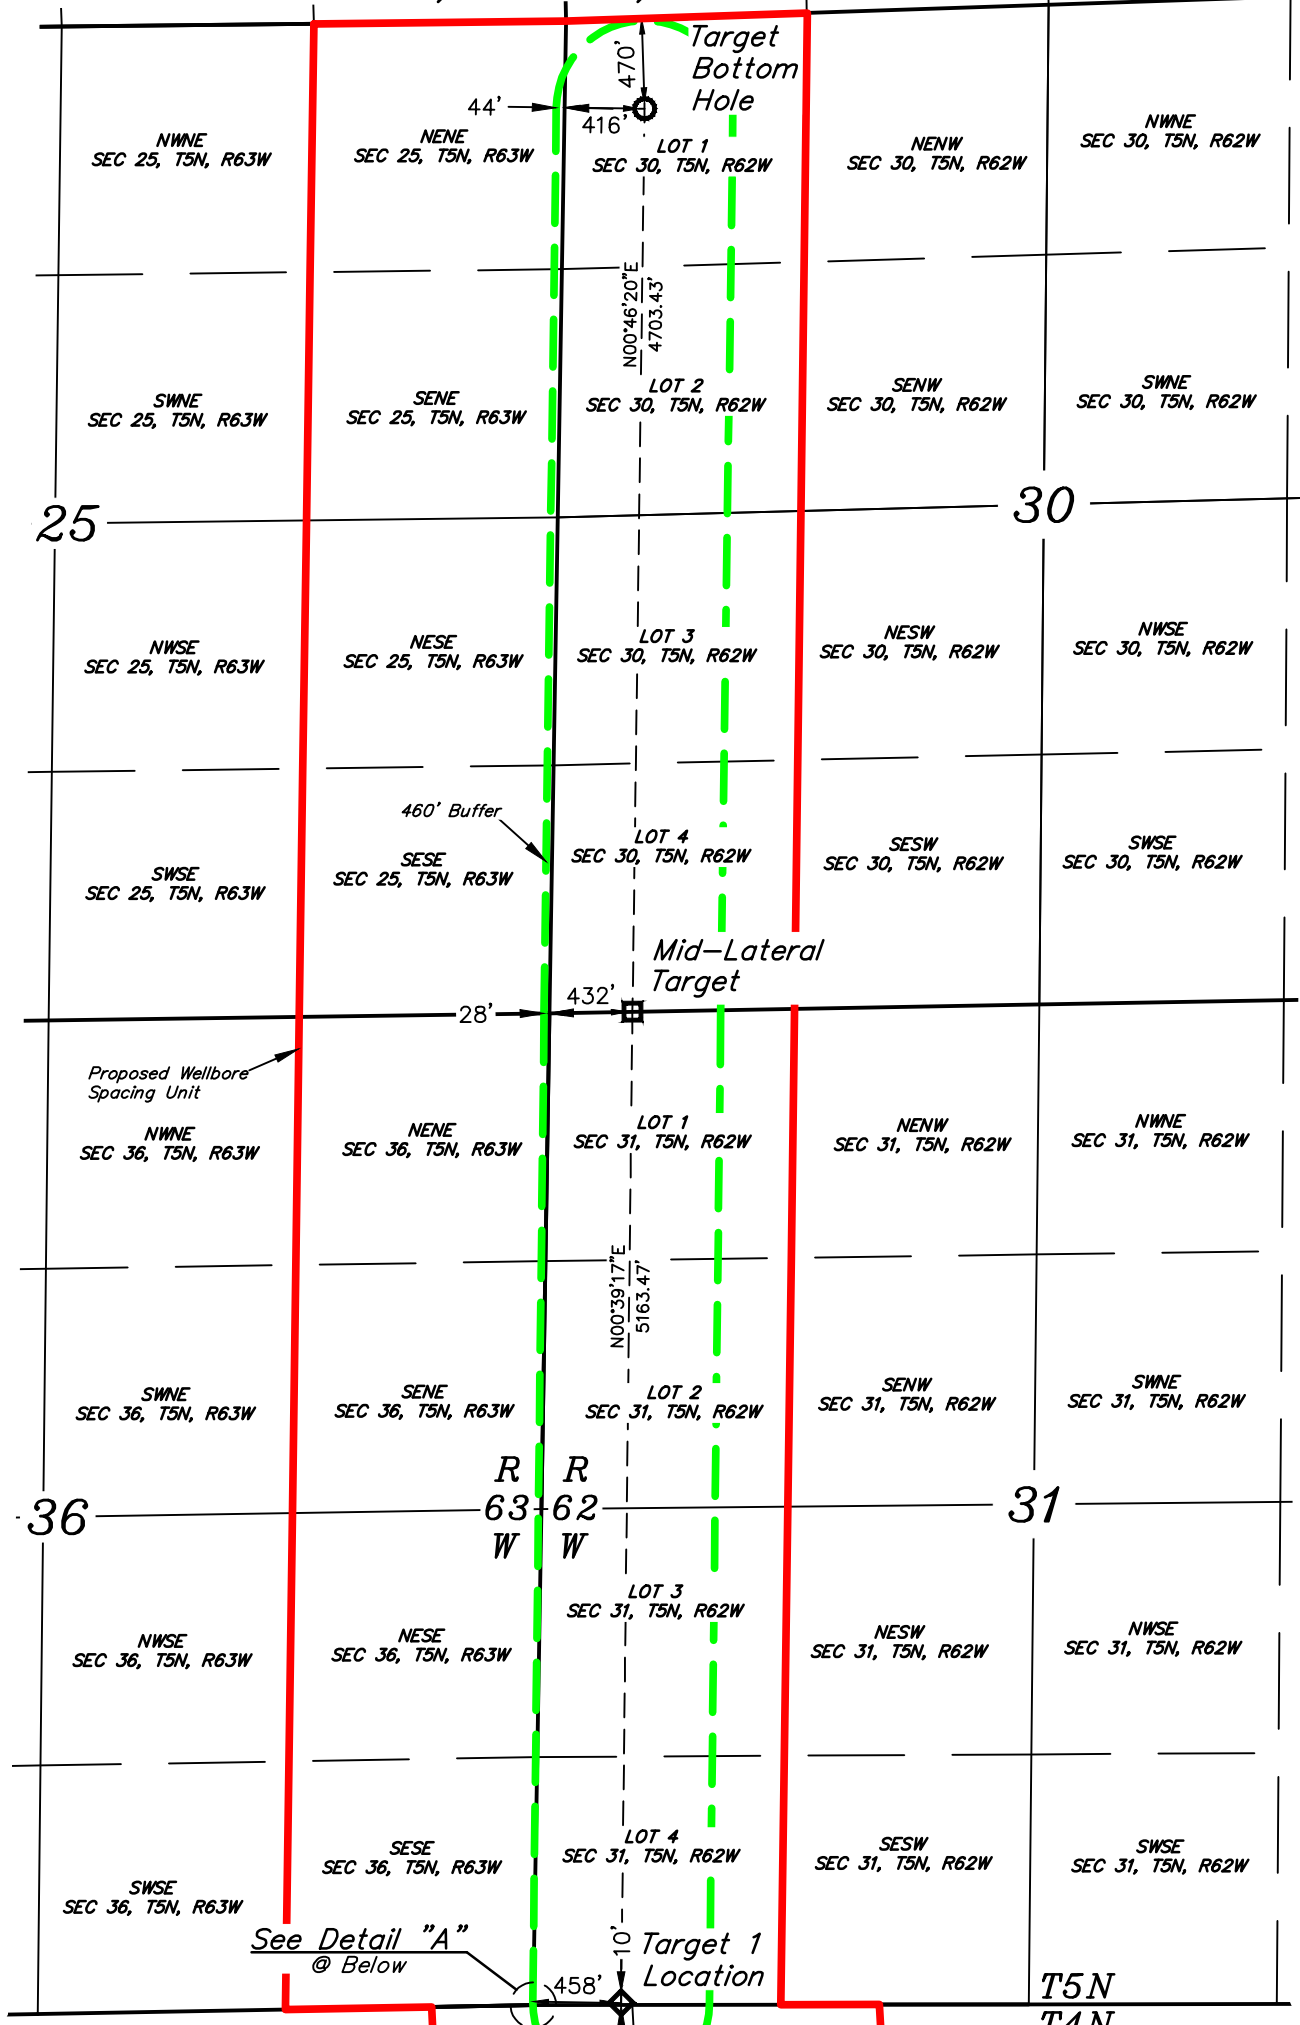 Target
Bottom
Hole
470'
44'
416'
NWNE
SEC 25, T5N, R63W
NENE
SEC 25, T5N, R63W
LOT 1
SEC 30, T5N, R62W
NENW
SEC 30, T5N, R62W
NWNE
SEC 30, T5N, R62W
N00°46'20"E
4703.43'
SWNE
SEC 25, T5N, R63W
SENE
SEC 25, T5N, R63W
LOT 2
SEC 30, T5N, R62W
SENW
SEC 30, T5N, R62W
SWNE
SEC 30, T5N, R62W
25
30
NWSE
SEC 25, T5N, R63W
NESE
SEC 25, T5N, R63W
LOT 3
SEC 30, T5N, R62W
NESW
SEC 30, T5N, R62W
NWSE
SEC 30, T5N, R62W
460' Buffer
SWSE
SEC 25, T5N, R63W
SESE
SEC 25, T5N, R63W
LOT 4
SEC 30, T5N, R62W
SESW
SEC 30, T5N, R62W
SWSE
SEC 30, T5N, R62W
Mid-Lateral
Target
28'
432'
Proposed Wellbore
Spacing Unit
NWNE
SEC 36, T5N, R63W
NENE
SEC 36, T5N, R63W
LOT 1
SEC 31, T5N, R62W
NENW
SEC 31, T5N, R62W
NWNE
SEC 31, T5N, R62W
N00°39'17"E
5163.47'
SWNE
SEC 36, T5N, R63W
SENE
SEC 36, T5N, R63W
LOT 2
SEC 31, T5N, R62W
SENW
SEC 31, T5N, R62W
SWNE
SEC 31, T5N, R62W
R R
63 62
W W
36
31
NWSE
SEC 36, T5N, R63W
NESE
SEC 36, T5N, R63W
LOT 3
SEC 31, T5N, R62W
NESW
SEC 31, T5N, R62W
NWSE
SEC 31, T5N, R62W
SWSE
SEC 36, T5N, R63W
SESE
SEC 36, T5N, R63W
LOT 4
SEC 31, T5N, R62W
SESW
SEC 31, T5N, R62W
SWSE
SEC 31, T5N, R62W
See Detail "A"
@ Below
10'
458'
Target 1
Location
T5N
T4N